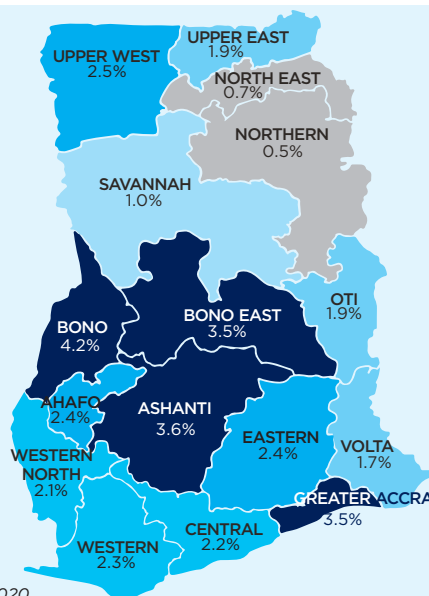 UPPER EAST
1.9%
UPPER WEST
2.5%
NORTH EAST
0.7%
NORTHERN
0.5%
SAVANNAH
1.0%
OTI
1.9%
BONO
4.2%
BONO EAST
3.5%
AHAFO
2.4%
ASHANTI
3.6%
EASTERN
2.4%
VOLTA
1.7%
WESTERN
NORTH
2.1%
GREATER ACCRA
3.5%
CENTRAL
2.2%
WESTERN
2.3%
2020